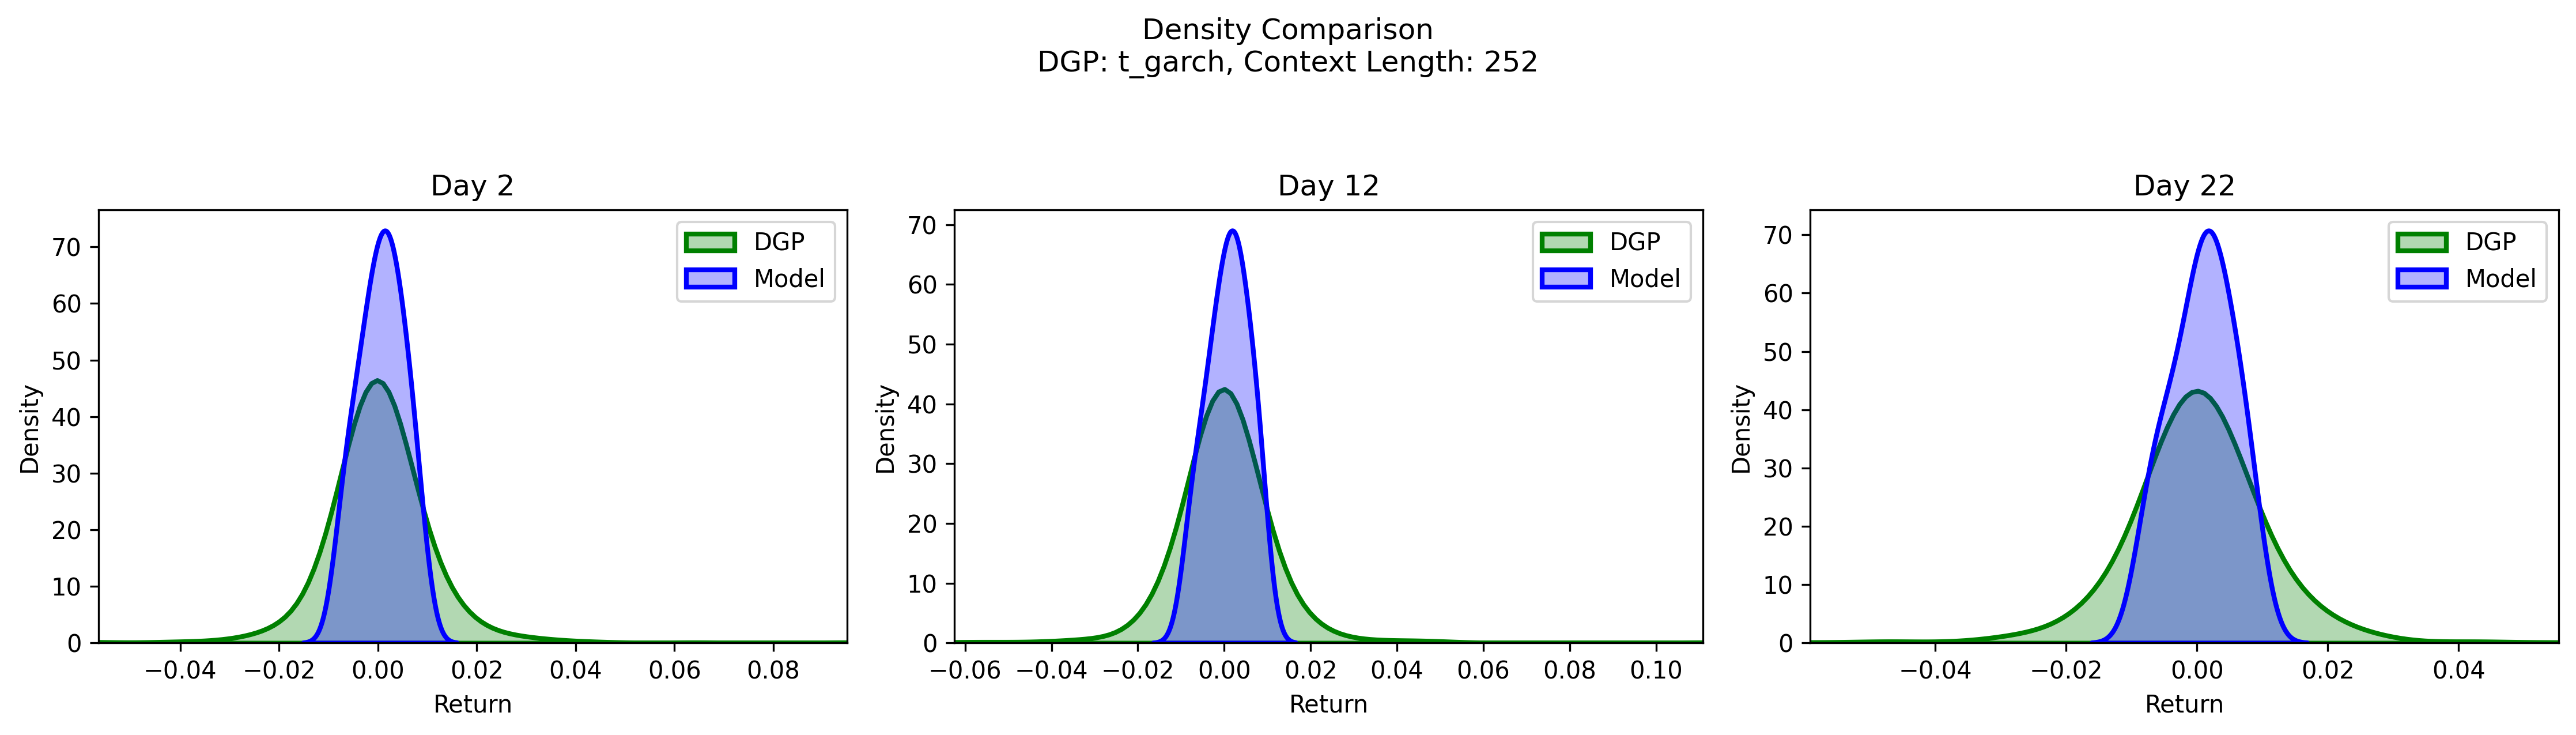 Density Comparison
DGP: t_garch, Context Length: 252
Day 2
Density
70
60
50
40
30
20
10
0
−0.04 −0.02 0.00 0.02 0.04 0.06 0.08
Return
DGP
Model
Day 12
Density
70
60
50
40
30
20
10
0
−0.06 −0.04 −0.02 0.00 0.02 0.04 0.06 0.08 0.10
Return
DGP
Model
Day 22
Density
70
60
50
40
30
20
10
0
−0.04 −0.02 0.00 0.02 0.04
Return
DGP
Model